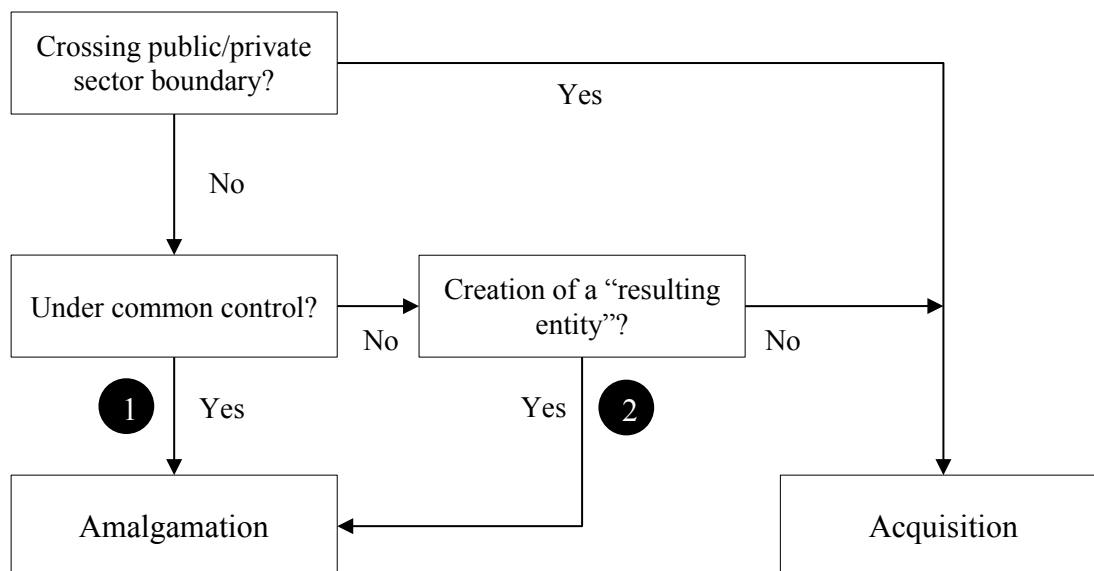 Crossing public/private
sector boundary?
Yes
No
Under common control?
No
Creation of a “resulting
entity”?
No
1
Yes
Yes
2
Amalgamation
Acquisition